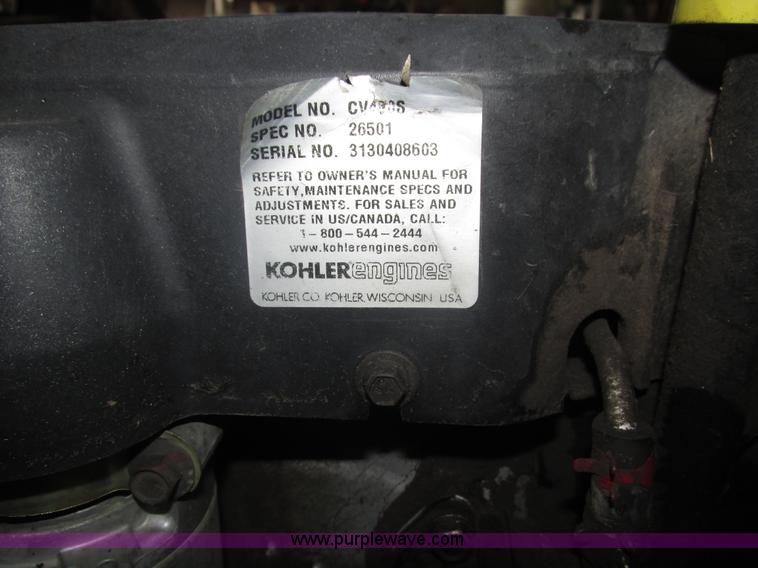 MODEL NO.
SPEC NO. 26501
SERIAL NO. 3130408603
REFER TO OWNER'S MANUAL FOR
SAFETY,MAINTENANCE SPECS AND
ADJUSTMENTS. FOR SALES AND
SERVICE IN US/CANADA, CALL:
1-800-544-2444
www.kohlerengines.com
KOHLERengines
KOHLER CO. KOHLER, WISCONSIN USA
www.purplewave.com